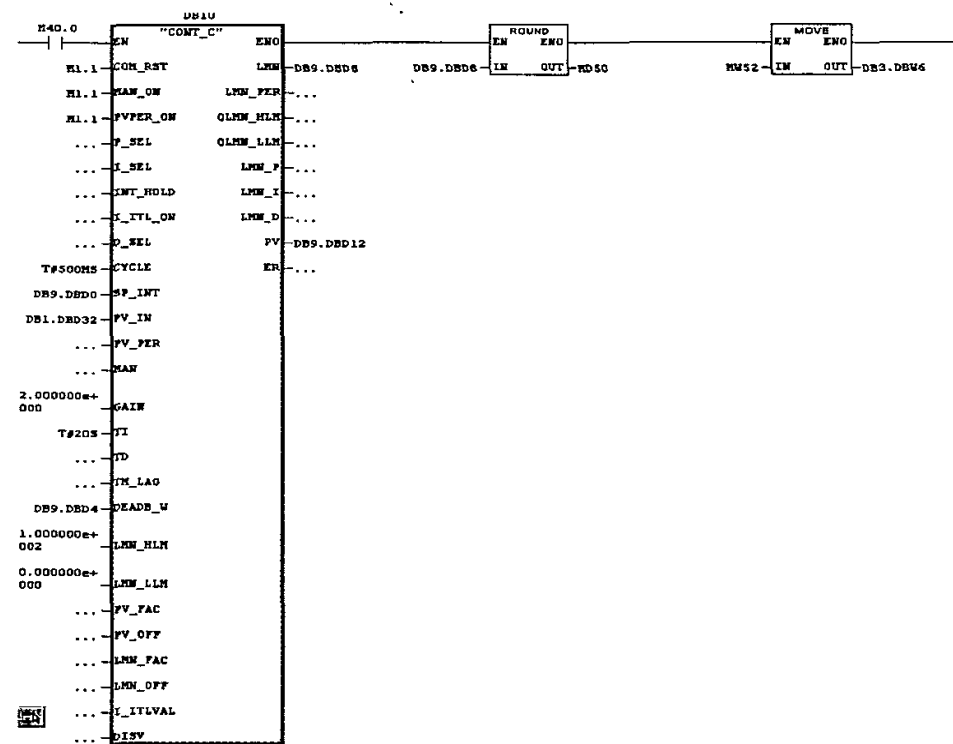 DB10
M40.0 "CONT_C" ROUND MOVE
EN ENO EN ENO EN ENO
M1.1 COM_RST LMN DB9.DBD8 DB9.DBD8 IN OUT MD50 MW52 IN OUT DB3.DBW6
M1.1 MAN_ON LMN_PER ...
M1.1 PVPER_ON QLMN_HLM ...
... P_SEL QLMN_LLM ...
... I_SEL LMN_P ...
... INT_HOLD LMN_I ...
... I_ITL_ON LMN_D ...
... D_SEL PV DB9.DBD12
T#500MS CYCLE ER ...
DB9.DBD0 SP_INT
DB1.DBD32 PV_IN
... PV_PER
... MAN
2.000000e+
000 GAIN
T#20S TI
... TD
... TM_LAG
DB9.DBD4 DEADB_W
1.000000e+
002 LMN_HLM
0.000000e+
000 LMN_LLM
... PV_FAC
... PV_OFF
... LMN_FAC
... LMN_OFF
... I_ITLVAL
... DISV